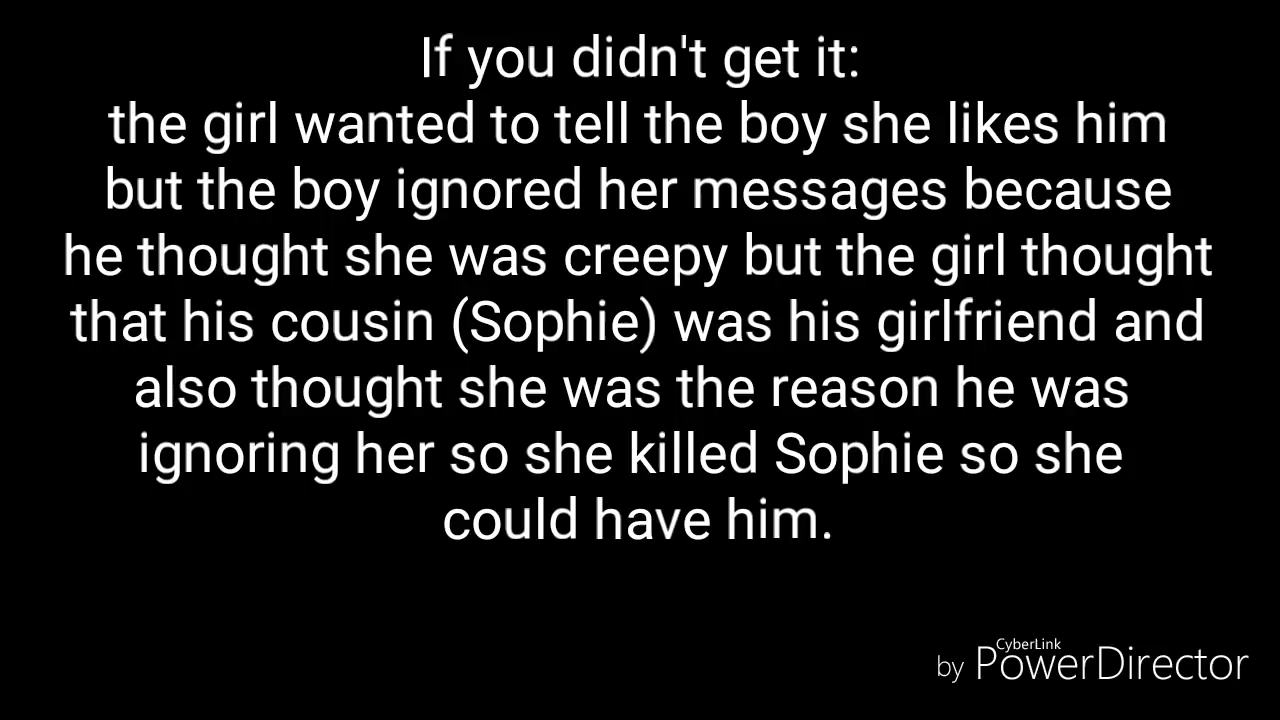 If you didn't get it:
the girl wanted to tell the boy she likes him
but the boy ignored her messages because
he thought she was creepy but the girl thought
that his cousin (Sophie) was his girlfriend and
also thought she was the reason he was
ignoring her so she killed Sophie so she
could have him.
CyberLink
by PowerDirector